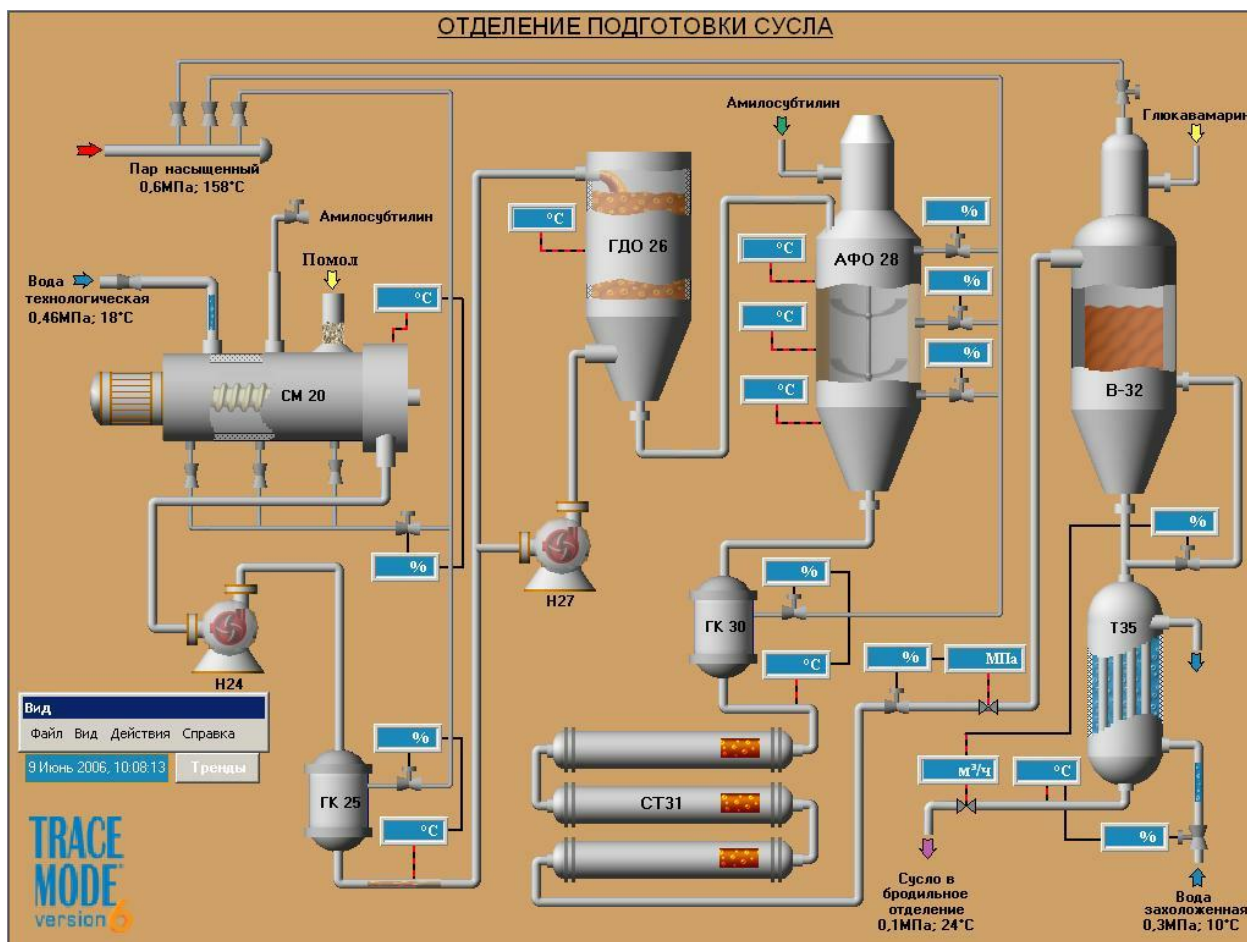 ОТДЕЛЕНИЕ ПОДГОТОВКИ СУСЛА
Пар насыщенный
0,6МПа; 158°С
Амилосубтилин
Помол
Вода
технологическая
0,46МПа; 18°С
°C
СМ 20
%
Н24
Вид
Файл Вид Действия Справка
9 Июнь 2006, 10:08:13
Тренды
TRACE
MODE
version 6
ГК 25
%
°C
°C
ГДО 26
Н27
Амилосубтилин
АФО 28
°C
°C
°C
%
%
%
ГК 30
%
°C
СТ31
%
МПа
Глюкавамарин
В-32
%
Т35
м³/ч
°C
%
Сусло в
бродильное
отделение
0,1МПа; 24°С
Вода
захоложенная
0,3МПа; 10°С